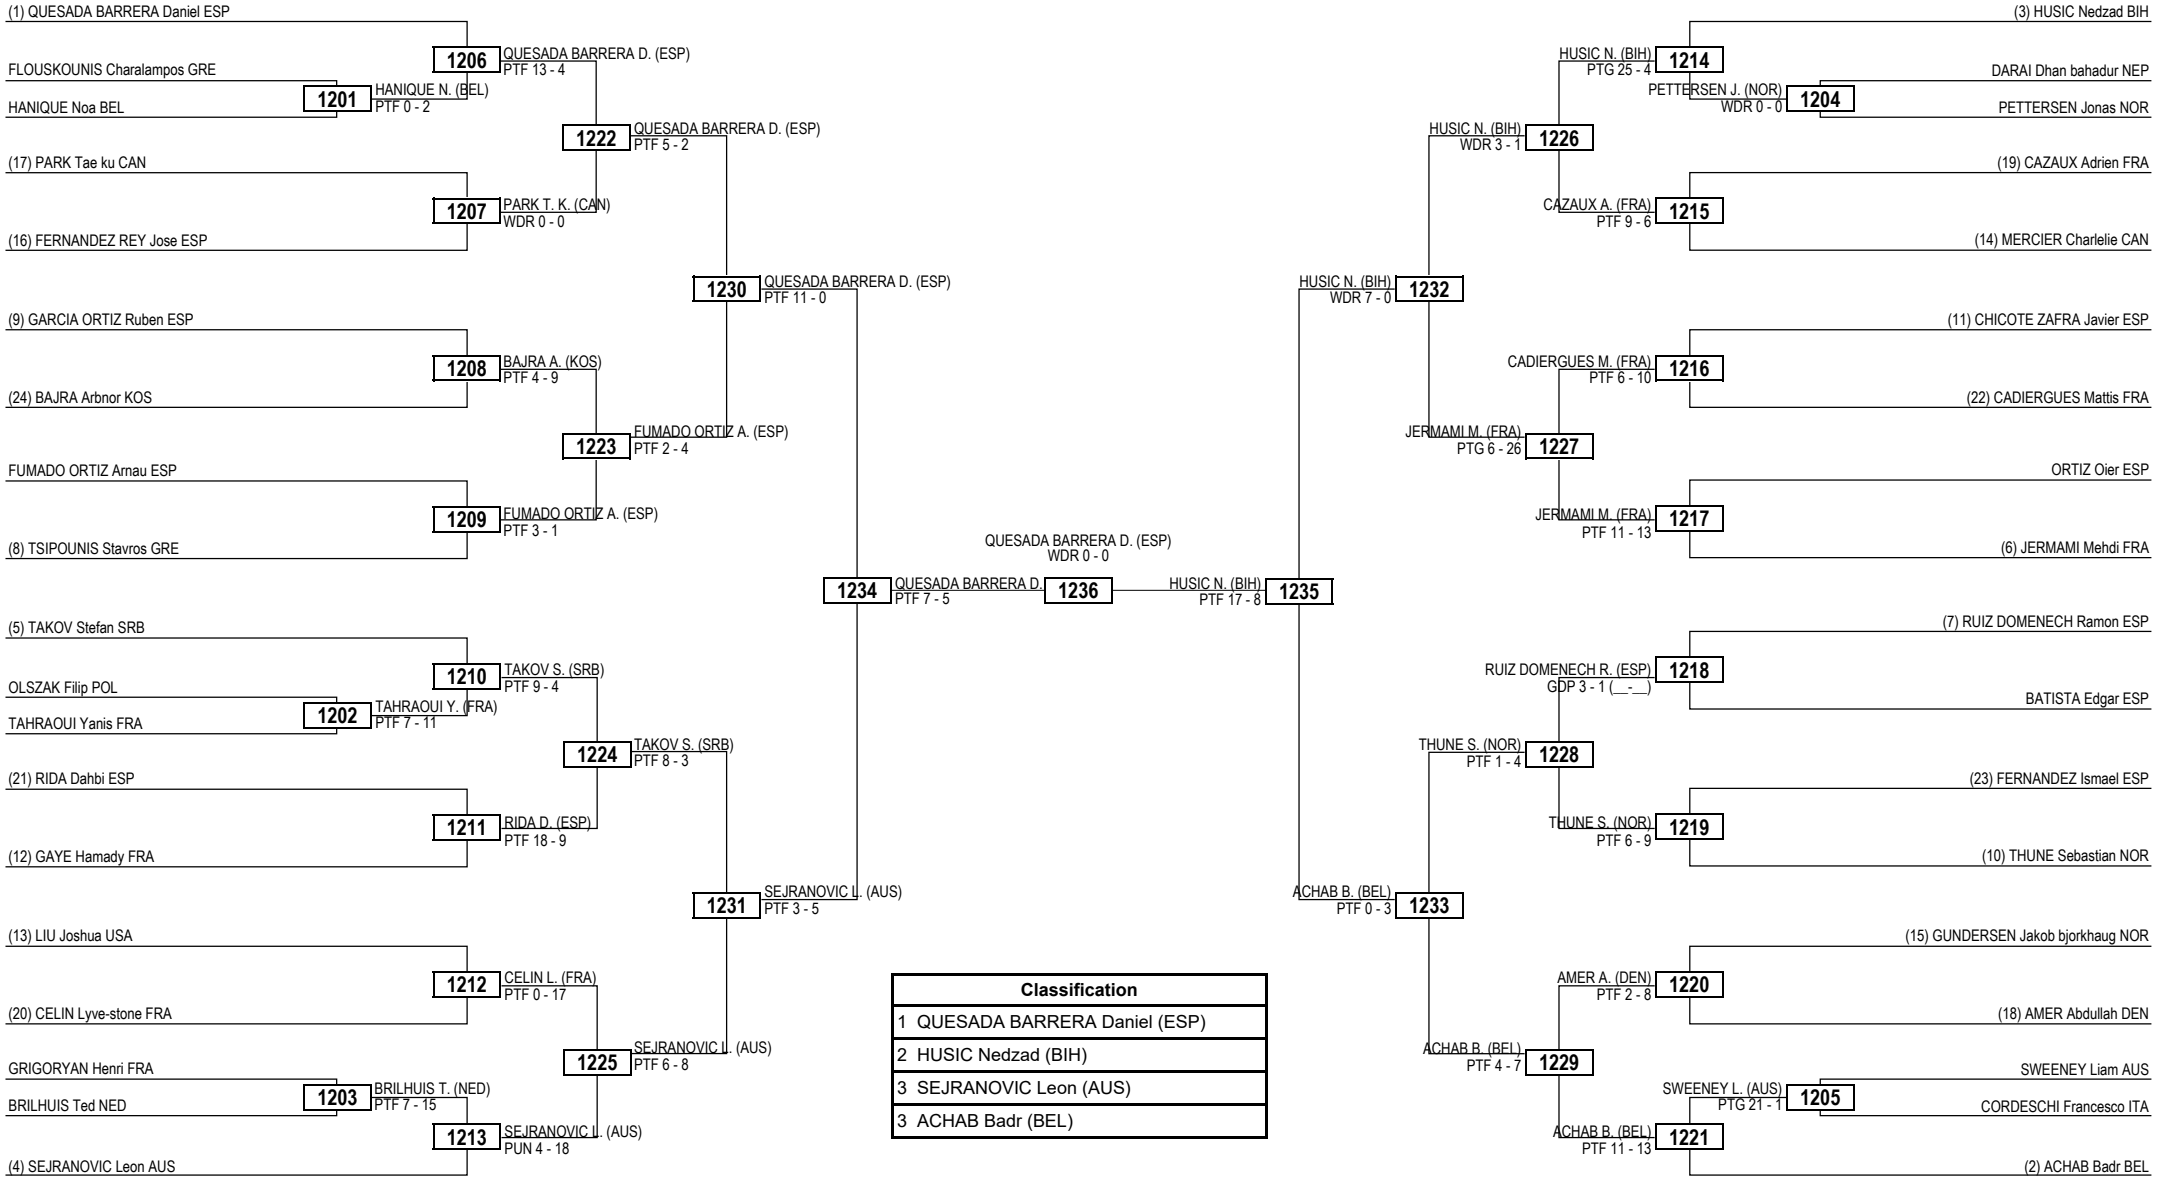 (1) QUESADA BARRERA Daniel ESP
FLOUSKOUNIS Charalampos GRE
HANIQUE Noa BEL
(17) PARK Tae ku CAN
(16) FERNANDEZ REY Jose ESP
(9) GARCIA ORTIZ Ruben ESP
(24) BAJRA Arbnor KOS
FUMADO ORTIZ Arnau ESP
(8) TSIPOUNIS Stavros GRE
(5) TAKOV Stefan SRB
OLSZAK Filip POL
TAHRAOUI Yanis FRA
(21) RIDA Dahbi ESP
(12) GAYE Hamady FRA
(13) LIU Joshua USA
(20) CELIN Lyve-stone FRA
GRIGORYAN Henri FRA
BRILHUIS Ted NED
(4) SEJRANOVIC Leon AUS
1201
HANIQUE N. (BEL)
PTF 0 - 2
1202
TAHRAOUI Y. (FRA)
PTF 7 - 11
1203
BRILHUIS T. (NED)
PTF 7 - 15
1206
QUESADA BARRERA D. (ESP)
PTF 13 - 4
1207
PARK T. K. (CAN)
WDR 0 - 0
1208
BAJRA A. (KOS)
PTF 4 - 9
1209
FUMADO ORTIZ A. (ESP)
PTF 3 - 1
1210
TAKOV S. (SRB)
PTF 9 - 4
1211
RIDA D. (ESP)
PTF 18 - 9
1212
CELIN L. (FRA)
PTF 0 - 17
1213
SEJRANOVIC L. (AUS)
PUN 4 - 18
1222
QUESADA BARRERA D. (ESP)
PTF 5 - 2
1223
FUMADO ORTIZ A. (ESP)
PTF 2 - 4
1224
TAKOV S. (SRB)
PTF 8 - 3
1225
SEJRANOVIC L. (AUS)
PTF 6 - 8
1230
QUESADA BARRERA D. (ESP)
PTF 11 - 0
1231
SEJRANOVIC L. (AUS)
PTF 3 - 5
1234
QUESADA BARRERA D.
PTF 7 - 5
QUESADA BARRERA D. (ESP)
WDR 0 - 0
1236
HUSIC N. (BIH)
PTF 17 - 8
1235
HUSIC N. (BIH)
WDR 7 - 0
1232
ACHAB B. (BEL)
PTF 0 - 3
1233
HUSIC N. (BIH)
WDR 3 - 1
1226
JERMAMI M. (FRA)
PTG 6 - 26
1227
THUNE S. (NOR)
PTF 1 - 4
1228
ACHAB B. (BEL)
PTF 4 - 7
1229
HUSIC N. (BIH)
PTG 25 - 4
1214
CAZAUX A. (FRA)
PTF 9 - 6
1215
CADIERGUES M. (FRA)
PTF 6 - 10
1216
JERMAMI M. (FRA)
PTF 11 - 13
1217
RUIZ DOMENECH R. (ESP)
GDP 3 - 1 (__-__)
1218
THUNE S. (NOR)
PTF 6 - 9
1219
AMER A. (DEN)
PTF 2 - 8
1220
ACHAB B. (BEL)
PTF 11 - 13
1221
PETTERSEN J. (NOR)
WDR 0 - 0
1204
SWEENEY L. (AUS)
PTG 21 - 1
1205
(3) HUSIC Nedzad BIH
DARAI Dhan bahadur NEP
PETTERSEN Jonas NOR
(19) CAZAUX Adrien FRA
(14) MERCIER Charlelie CAN
(11) CHICOTE ZAFRA Javier ESP
(22) CADIERGUES Mattis FRA
ORTIZ Oier ESP
(6) JERMAMI Mehdi FRA
(7) RUIZ DOMENECH Ramon ESP
BATISTA Edgar ESP
(23) FERNANDEZ Ismael ESP
(10) THUNE Sebastian NOR
(15) GUNDERSEN Jakob bjorkhaug NOR
(18) AMER Abdullah DEN
SWEENEY Liam AUS
CORDESCHI Francesco ITA
(2) ACHAB Badr BEL
Classification
1 QUESADA BARRERA Daniel (ESP)
2 HUSIC Nedzad (BIH)
3 SEJRANOVIC Leon (AUS)
3 ACHAB Badr (BEL)